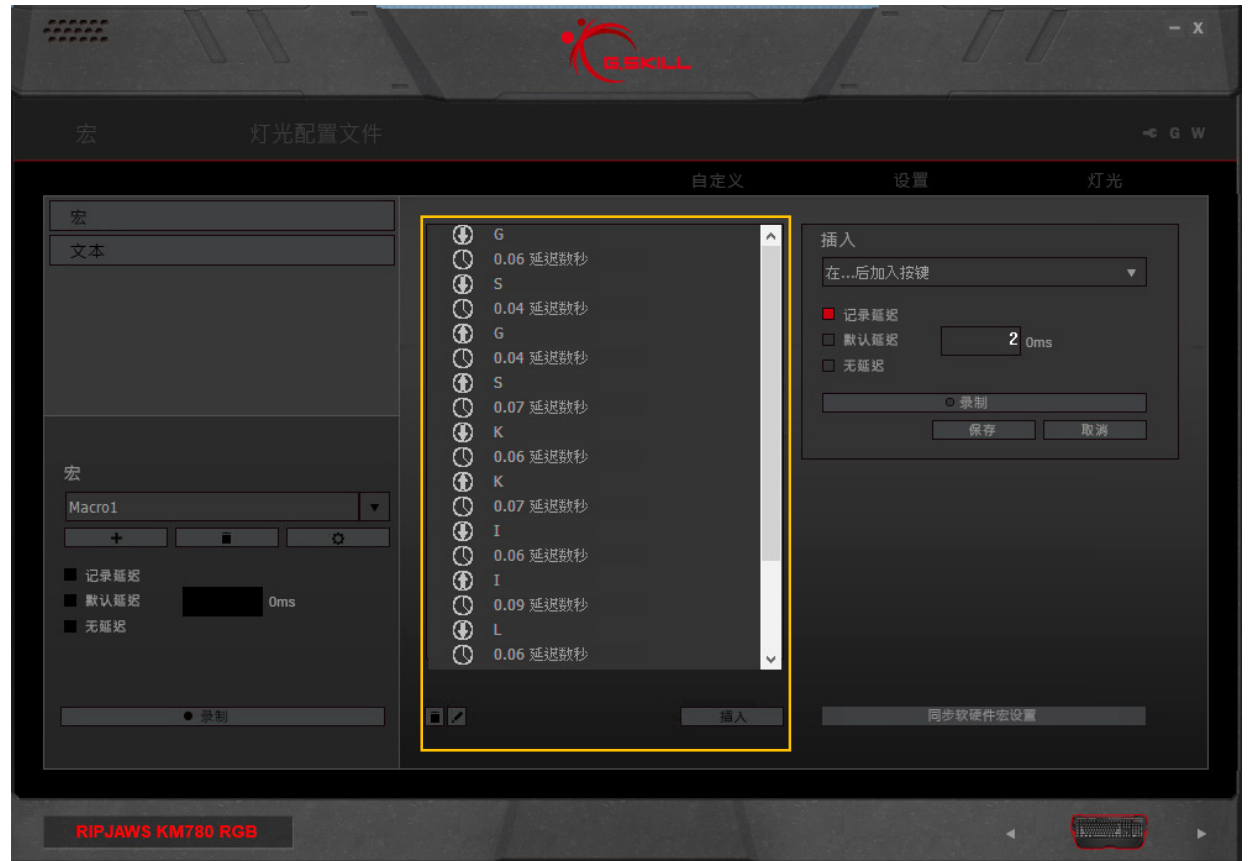 G.SKILL
- X
宏 灯光配置文件
G W
自定义 设置 灯光
宏
文本
宏
Macro1
记录延迟
默认延迟 0ms
无延迟
录制
G
0.06 延迟数秒
S
0.04 延迟数秒
G
0.04 延迟数秒
S
0.07 延迟数秒
K
0.06 延迟数秒
K
0.07 延迟数秒
I
0.06 延迟数秒
I
0.09 延迟数秒
L
0.06 延迟数秒
插入
插入
在...后加入按键
记录延迟
默认延迟 2 0ms
无延迟
录制
保存 取消
同步软硬件宏设置
RIPJAWS KM780 RGB